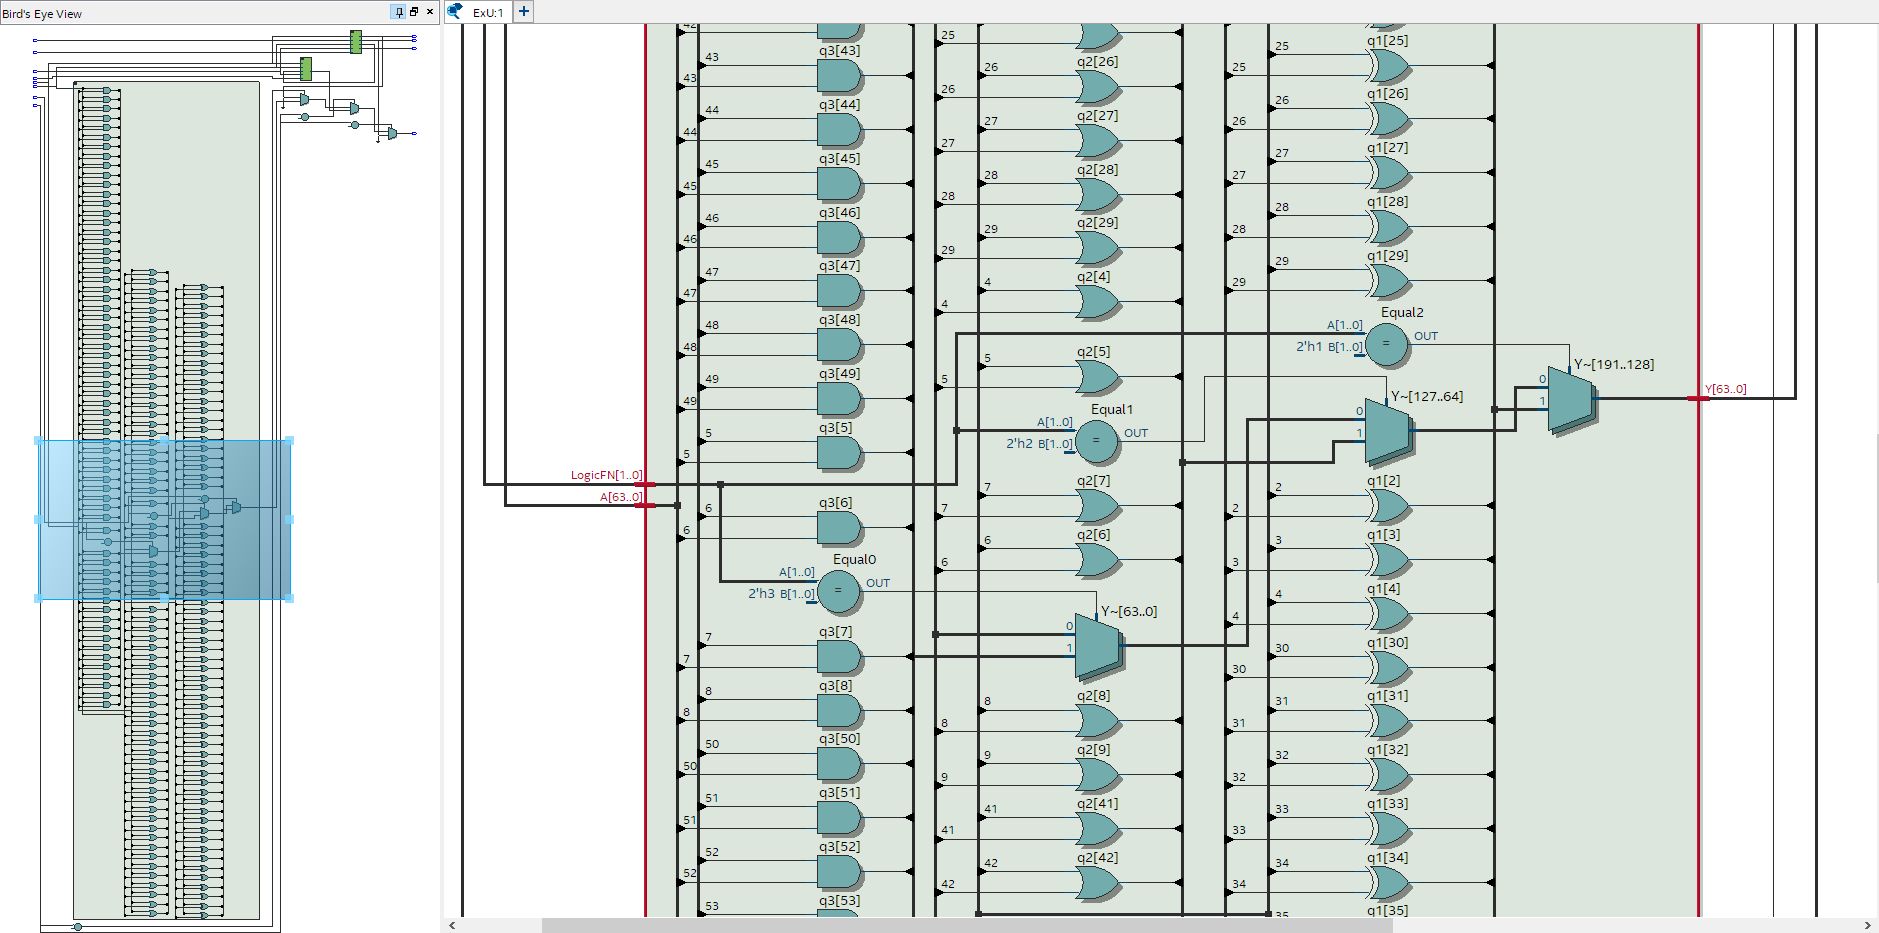 Bird's Eye View
ExU:1
42
43
43
44
44
45
45
46
46
47
47
48
48
49
49
5
5
LogicFN[1..0]
A[63..0]
6
6
A[1..0]
2'h3 B[1..0]
7
7
8
8
50
50
51
51
52
52
53
q3[43]
q3[44]
q3[45]
q3[46]
q3[47]
q3[48]
q3[49]
q3[5]
q3[6]
Equal0
=
OUT
q3[7]
q3[8]
q3[50]
q3[51]
q3[52]
q3[53]
25
26
26
27
27
28
28
29
29
4
4
5
5
A[1..0]
2'h2 B[1..0]
7
7
6
6
0
1
8
8
9
9
41
41
42
42
q2[26]
q2[27]
q2[28]
q2[29]
q2[4]
q2[5]
Equal1
=
OUT
q2[7]
q2[6]
Y~[63..0]
q2[8]
q2[9]
q2[41]
q2[42]
25
25
26
26
27
27
28
28
29
29
A[1..0]
2'h1 B[1..0]
0
1
2
2
3
3
4
4
30
30
31
31
32
32
33
33
34
34
35
q1[25]
q1[26]
q1[27]
q1[28]
q1[29]
Equal2
=
OUT
Y~[127..64]
q1[2]
q1[3]
q1[4]
q1[30]
q1[31]
q1[32]
q1[33]
q1[34]
q1[35]
0
1
Y~[191..128]
Y[63..0]